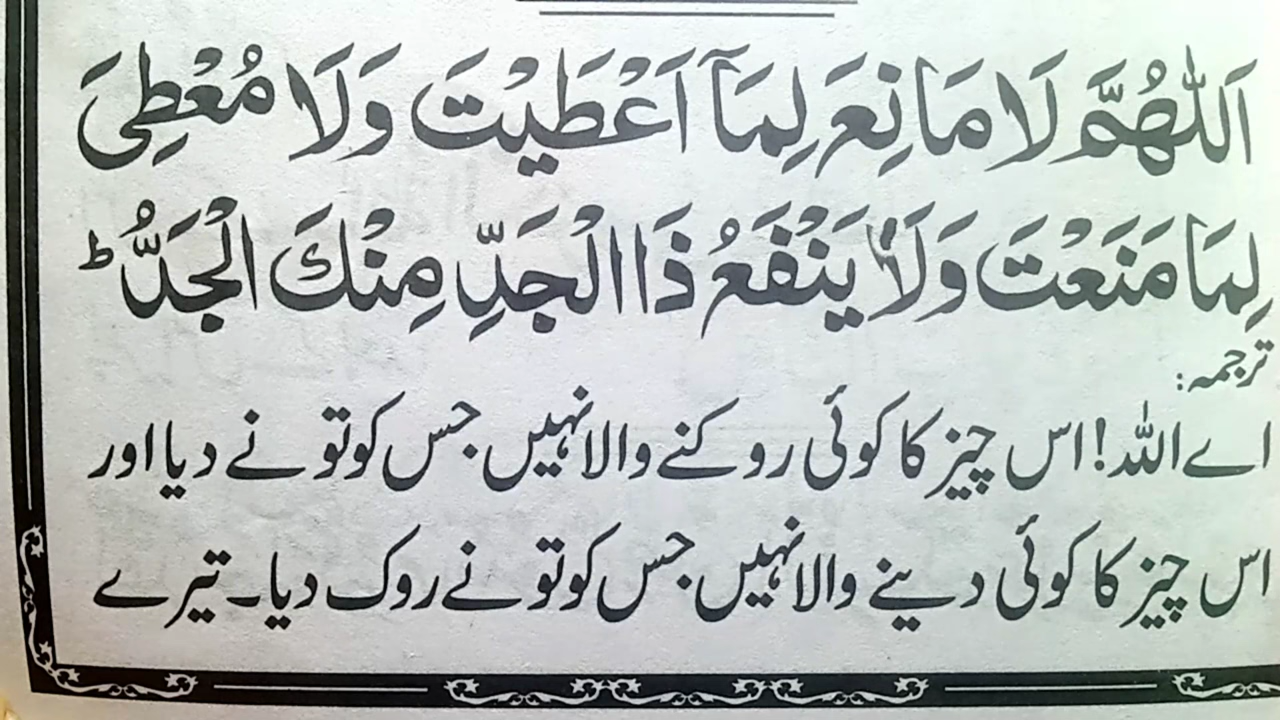 اَللّٰهُمَّ لَا مَانِعَ لِمَآ اَعْطَيْتَ وَلَا مُعْطِیَ
لِمَا مَنَعْتَ وَلَا يَنْفَعُ ذَا الْجَدِّ مِنْكَ الْجَدُّ ؕ
ترجمہ:
اے اللہ! اس چیز کا کوئی روکنے والا نہیں جس کو تو نے دیا اور
اس چیز کا کوئی دینے والا نہیں جس کو تو نے روک دیا۔ تیرے